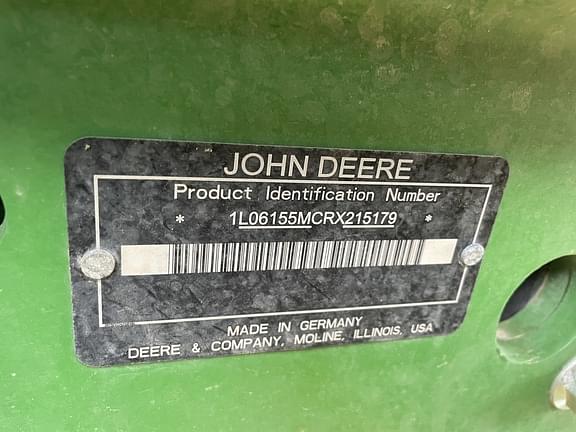 JOHN DEERE
Product Identification Number
* 1L06155MCRX215179 *
MADE IN GERMANY
DEERE & COMPANY, MOLINE, ILLINOIS, USA